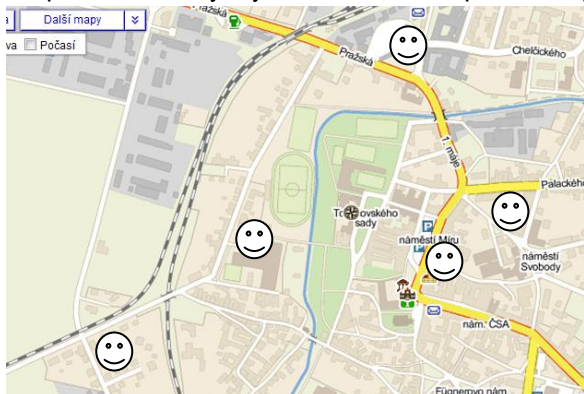 Další mapy
va Počasí
Pražská
Pražská
Chelčického
1. máje
Palackého
sady
náměstí Míru
náměstí
Svobody
nám. ČSA
Fügnerovo nám.